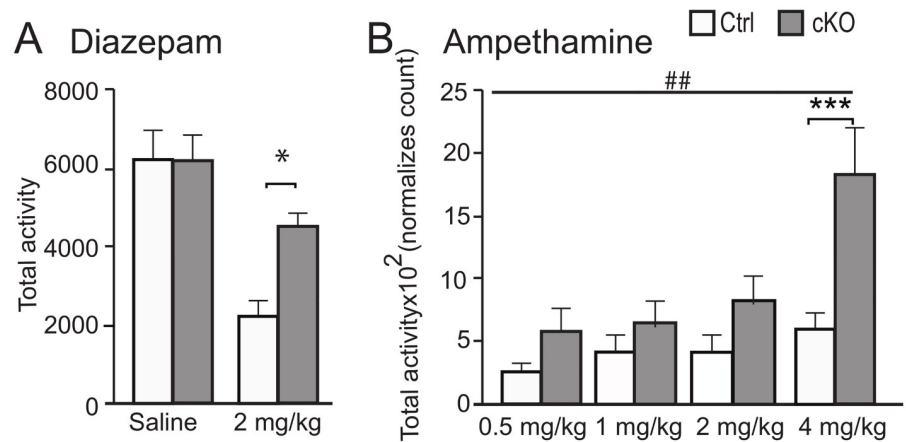 A Diazepam
B Ampethamine
Ctrl cKO
Total activity
8000
6000
4000
2000
0
*
Saline 2 mg/kg
Total activityx10² (normalizes count)
25
20
15
10
5
0
##
***
0.5 mg/kg 1 mg/kg 2 mg/kg 4 mg/kg